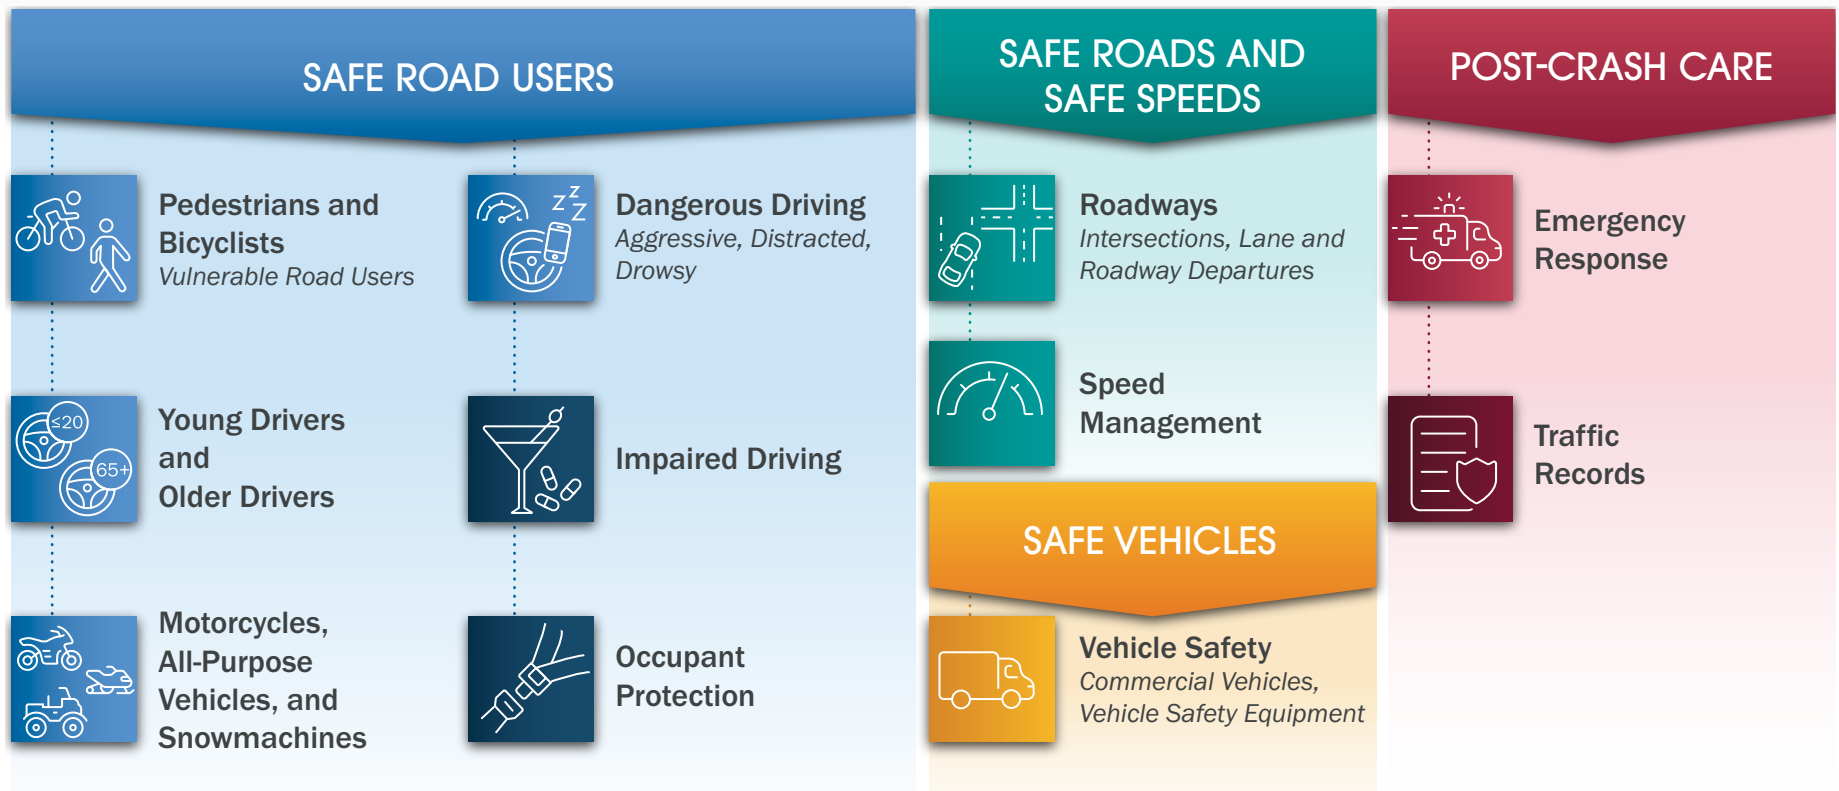 SAFE ROAD USERS
Pedestrians and
Bicyclists
Vulnerable Road Users
≤20
65+
Young Drivers
and
Older Drivers
Motorcycles,
All-Purpose
Vehicles, and
Snowmachines
z
z
z
Dangerous Driving
Aggressive, Distracted,
Drowsy
Impaired Driving
Occupant
Protection
SAFE ROADS AND
SAFE SPEEDS
Roadways
Intersections, Lane and
Roadway Departures
Speed
Management
SAFE VEHICLES
Vehicle Safety
Commercial Vehicles,
Vehicle Safety Equipment
POST-CRASH CARE
Emergency
Response
Traffic
Records